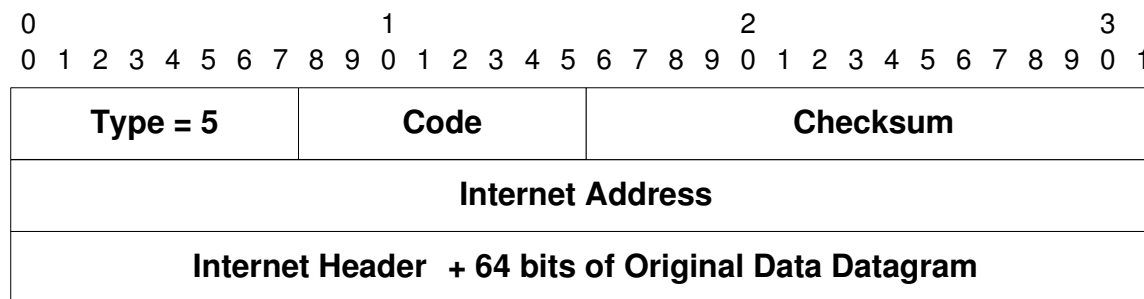 0 1 2 3
0 1 2 3 4 5 6 7 8 9 0 1 2 3 4 5 6 7 8 9 0 1 2 3 4 5 6 7 8 9 0 1
Type = 5 Code Checksum
Internet Address
Internet Header + 64 bits of Original Data Datagram